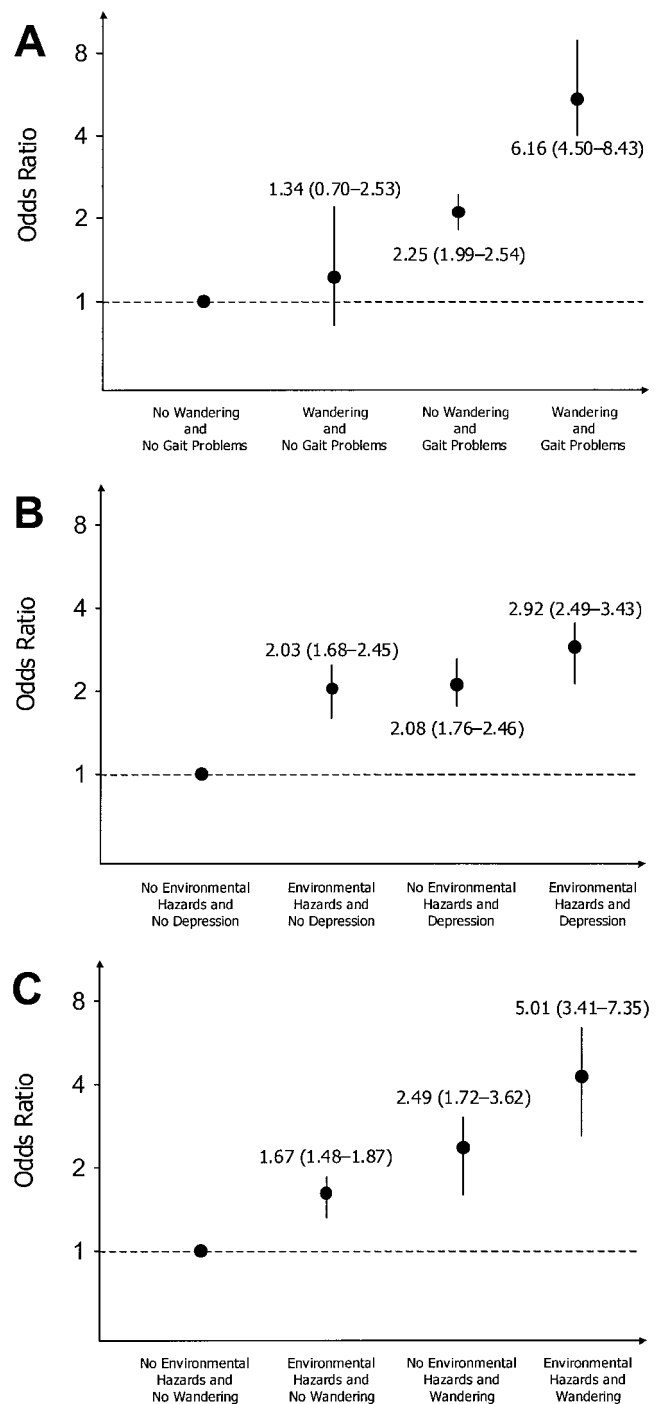 A
Odds Ratio
8
4
2
1
1.34 (0.70–2.53)
2.25 (1.99–2.54)
6.16 (4.50–8.43)
No Wandering
and
No Gait Problems
Wandering
and
No Gait Problems
No Wandering
and
Gait Problems
Wandering
and
Gait Problems
B
Odds Ratio
8
4
2
1
2.03 (1.68–2.45)
2.08 (1.76–2.46)
2.92 (2.49–3.43)
No Environmental
Hazards and
No Depression
Environmental
Hazards and
No Depression
No Environmental
Hazards and
Depression
Environmental
Hazards and
Depression
C
Odds Ratio
8
4
2
1
1.67 (1.48–1.87)
2.49 (1.72–3.62)
5.01 (3.41–7.35)
No Environmental
Hazards and
No Wandering
Environmental
Hazards and
No Wandering
No Environmental
Hazards and
Wandering
Environmental
Hazards and
Wandering